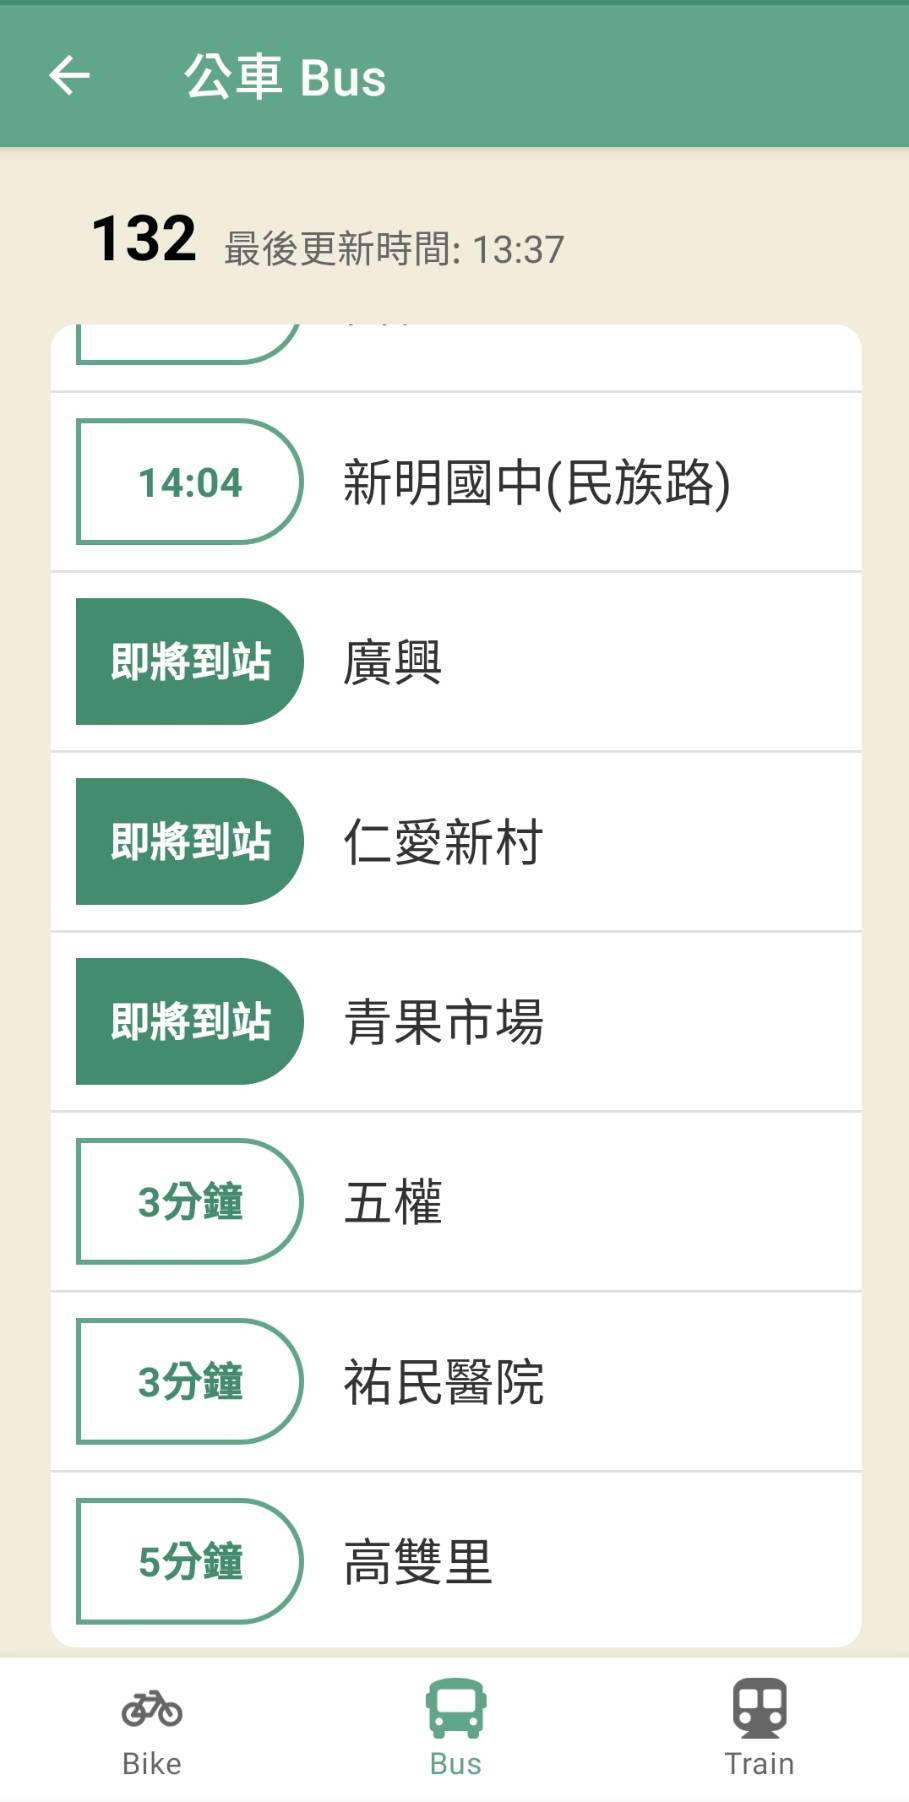 公車 Bus
132 最後更新時間: 13:37
14:04 新明國中(民族路)
即將到站 廣興
即將到站 仁愛新村
即將到站 青果市場
3分鐘 五權
3分鐘 祐民醫院
5分鐘 高雙里
Bike Bus Train